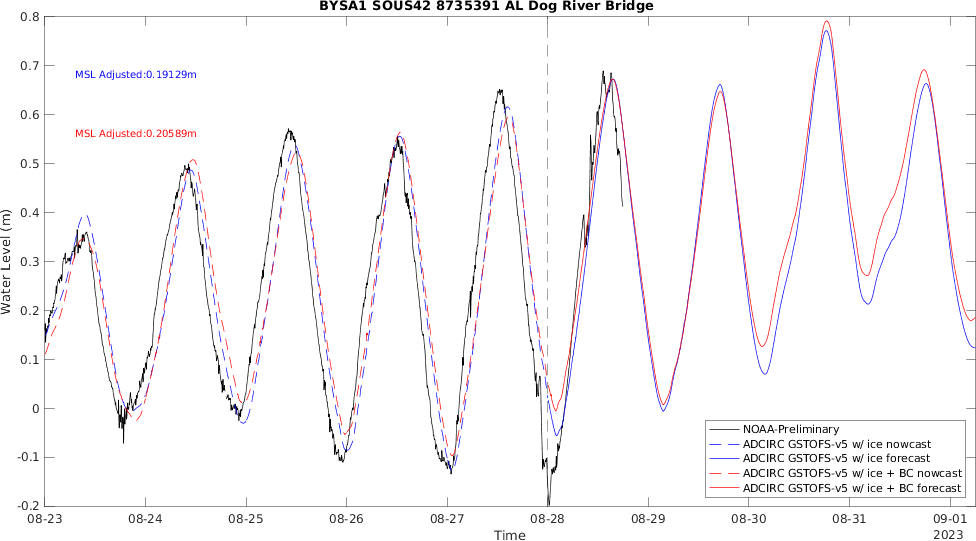 BYSA1 SOUS42 8735391 AL Dog River Bridge
0.8
0.7
0.6
0.5
0.4
0.3
0.2
0.1
0
-0.1
-0.2
Water Level (m)
MSL Adjusted:0.19129m
MSL Adjusted:0.20589m
NOAA-Preliminary
ADCIRC GSTOFS-v5 w/ ice nowcast
ADCIRC GSTOFS-v5 w/ ice forecast
ADCIRC GSTOFS-v5 w/ ice + BC nowcast
ADCIRC GSTOFS-v5 w/ ice + BC forecast
08-23 08-24 08-25 08-26 08-27 08-28 08-29 08-30 08-31 09-01
Time 2023